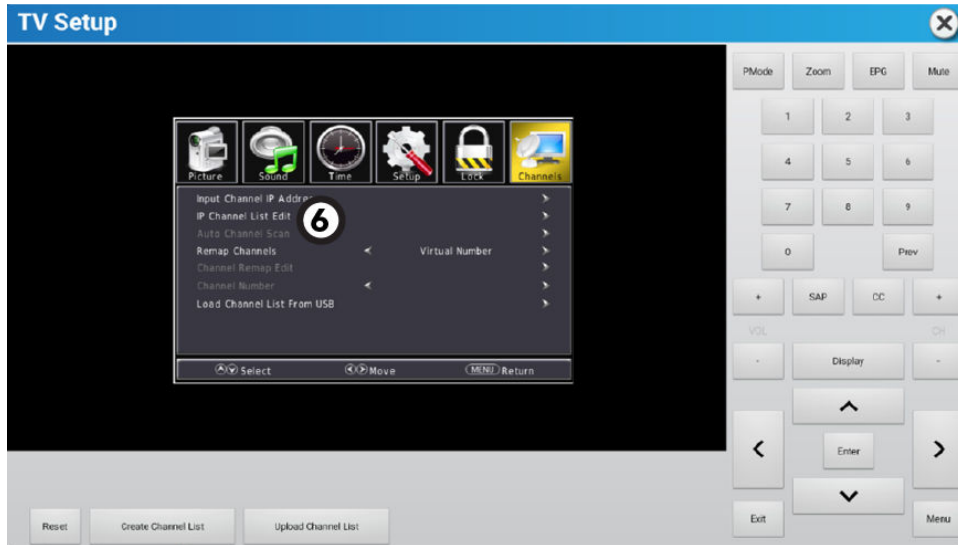 TV Setup
PMode Zoom EPG Mute
1 2 3
4 5 6
7 8 9
0 Prev
+ SAP CC +
VOL CH
- Display -
Enter
Exit Menu
Picture Sound Time Setup Lock Channels
Input Channel IP Address
IP Channel List Edit
6
Auto Channel Scan
Remap Channels Virtual Number
Channel Remap Edit
Channel Number
Load Channel List From USB
Select Move MENU Return
Reset Create Channel List Upload Channel List